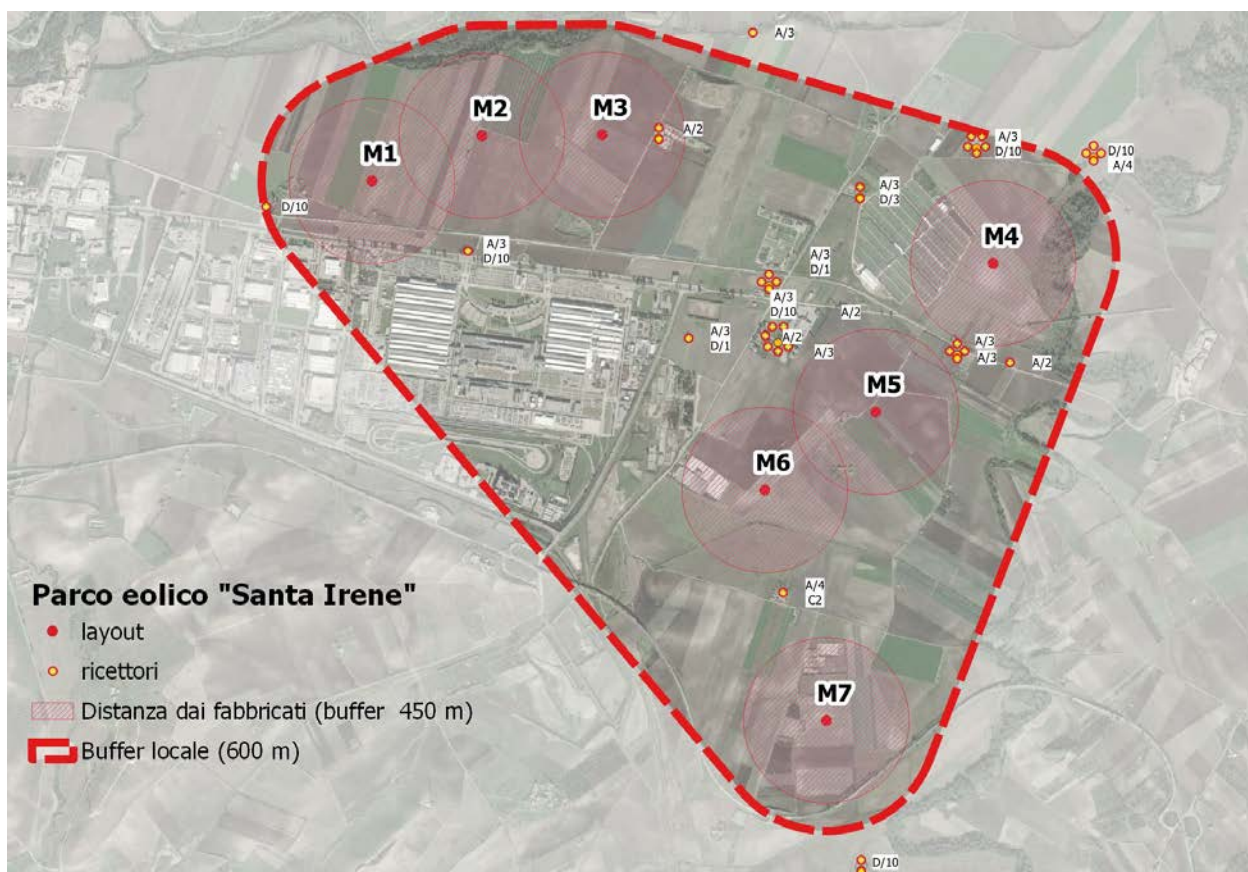 A/3
M2
M3
A/2
A/3
D/10
D/10
A/4
M1
A/3
D/3
D/10
M4
A/3
D/10
A/3
D/1
A/3
D/10
A/2
A/3
D/1
A/2
A/3
A/3
A/3
A/2
M5
M6
A/4
C2
Parco eolico "Santa Irene"
layout
ricettori
Distanza dai fabbricati (buffer 450 m)
Buffer locale (600 m)
M7
D/10